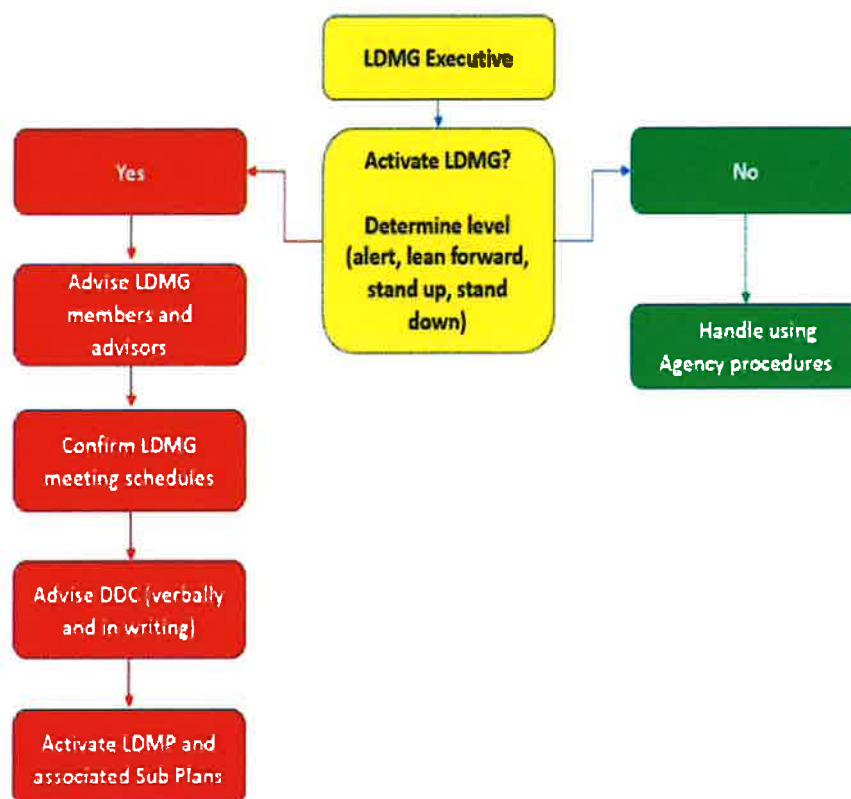 LDMG Executive
Yes
Activate LDMG?
Determine level
(alert, lean forward,
stand up, stand
down)
No
Advise LDMG
members and
advisors
Handle using
Agency procedures
Confirm LDMG
meeting schedules
Advise DDC (verbally
and in writing)
Activate LDMP and
associated Sub Plans